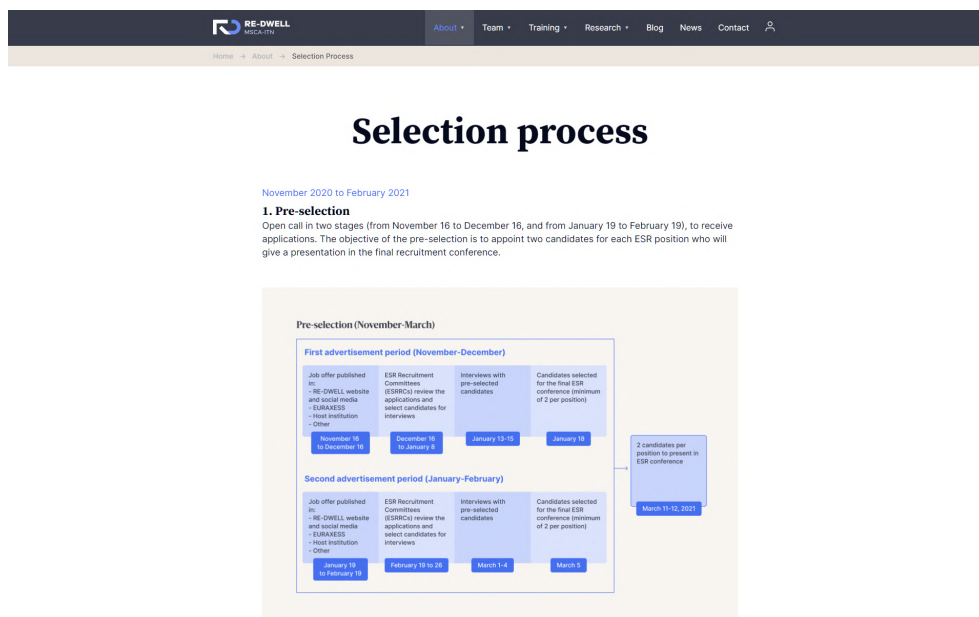 RE-DWELL
MSCA-ITN
About
Team
Training
Research
Blog
News
Contact
Home → About → Selection Process
Selection process
November 2020 to February 2021
1. Pre-selection
Open call in two stages (from November 16 to December 16, and from January 19 to February 19), to receive
applications. The objective of the pre-selection is to appoint two candidates for each ESR position who will
give a presentation in the final recruitment conference.
Pre-selection (November-March)
First advertisement period (November-December)
Job offer published
in:
- RE-DWELL website
and social media
- EURAXESS
- Host institution
- Other
November 16
to December 16
ESR Recruitment
Committees
(ESRRCs) review the
applications and
select candidates for
interviews
December 16
to January 8
Interviews with
pre-selected
candidates
January 13-15
Candidates selected
for the final ESR
conference (minimum
of 2 per position)
January 18
Second advertisement period (January-February)
Job offer published
in:
- RE-DWELL website
and social media
- EURAXESS
- Host institution
- Other
January 19
to February 19
ESR Recruitment
Committees
(ESRRCs) review the
applications and
select candidates for
interviews
February 19 to 26
Interviews with
pre-selected
candidates
March 1-4
Candidates selected
for the final ESR
conference (minimum
of 2 per position)
March 5
2 candidates per
position to present in
ESR conference
March 11-12, 2021